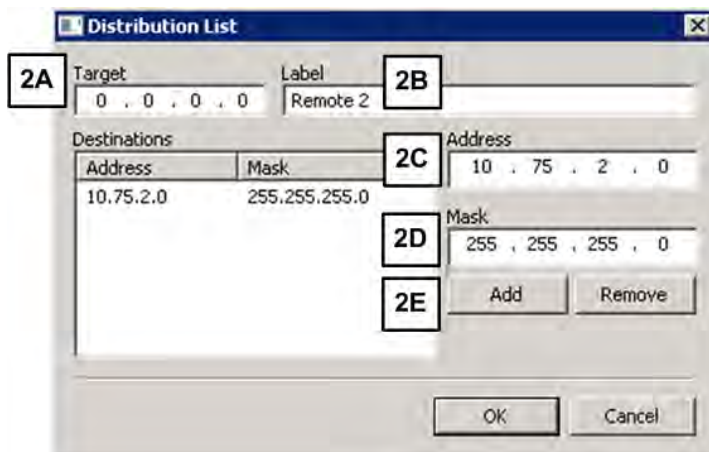 Distribution List
2A
Target
0 . 0 . 0 . 0
Label
Remote 2
2B
Destinations
Address Mask
10.75.2.0 255.255.255.0
2C
Address
10 . 75 . 2 . 0
2D
Mask
255 . 255 . 255 . 0
2E
Add
Remove
OK
Cancel